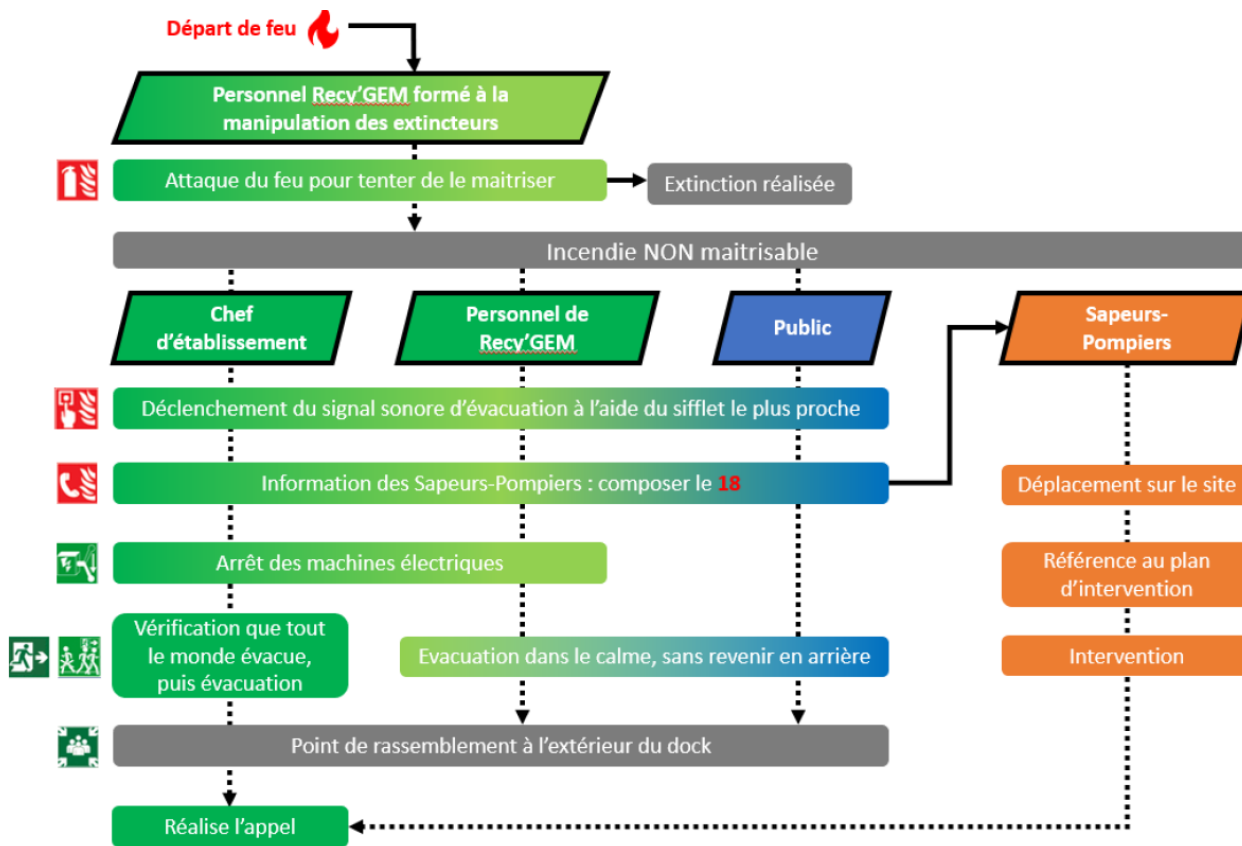 Départ de feu
Personnel Recy'GEM formé à la
manipulation des extincteurs
Attaque du feu pour tenter de le maitriser
Extinction réalisée
Incendie NON maitrisable
Chef
d'établissement
Personnel de
Recy'GEM
Public
Sapeurs-
Pompiers
Déclenchement du signal sonore d'évacuation à l'aide du sifflet le plus proche
Information des Sapeurs-Pompiers : composer le 18
Déplacement sur le site
Arrêt des machines électriques
Référence au plan
d'intervention
Vérification que tout
le monde évacue,
puis évacuation
Evacuation dans le calme, sans revenir en arrière
Intervention
Point de rassemblement à l'extérieur du dock
Réalise l'appel